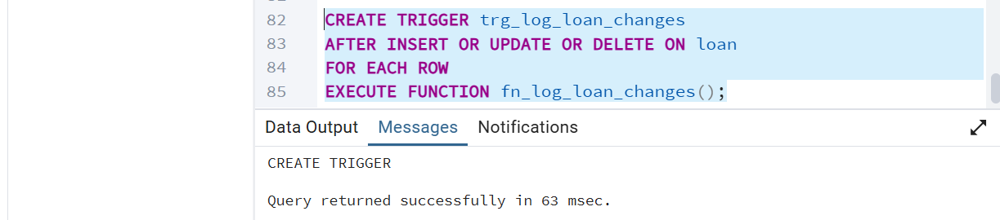 82 CREATE TRIGGER trg_log_loan_changes
83 AFTER INSERT OR UPDATE OR DELETE ON loan
84 FOR EACH ROW
85 EXECUTE FUNCTION fn_log_loan_changes();
Data Output Messages Notifications
CREATE TRIGGER
Query returned successfully in 63 msec.